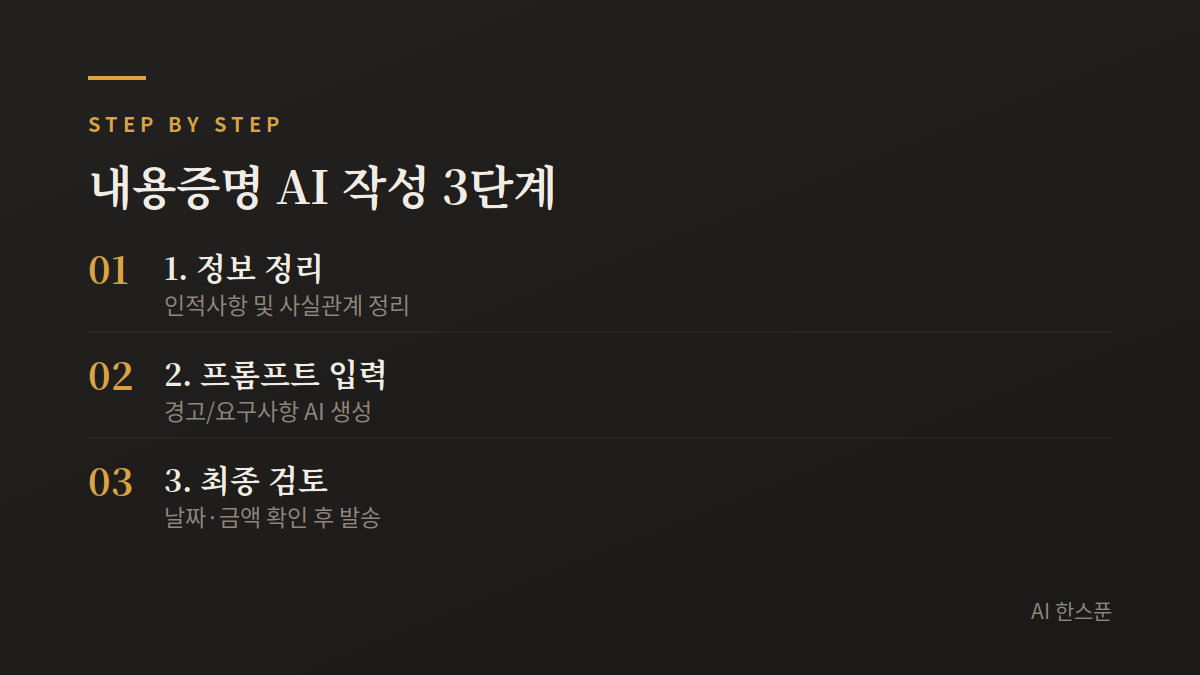 STEP BY STEP
내용증명 AI 작성 3단계
01 1. 정보 정리
인적사항 및 사실관계 정리
02 2. 프롬프트 입력
경고/요구사항 AI 생성
03 3. 최종 검토
날짜·금액 확인 후 발송
AI 한스푼